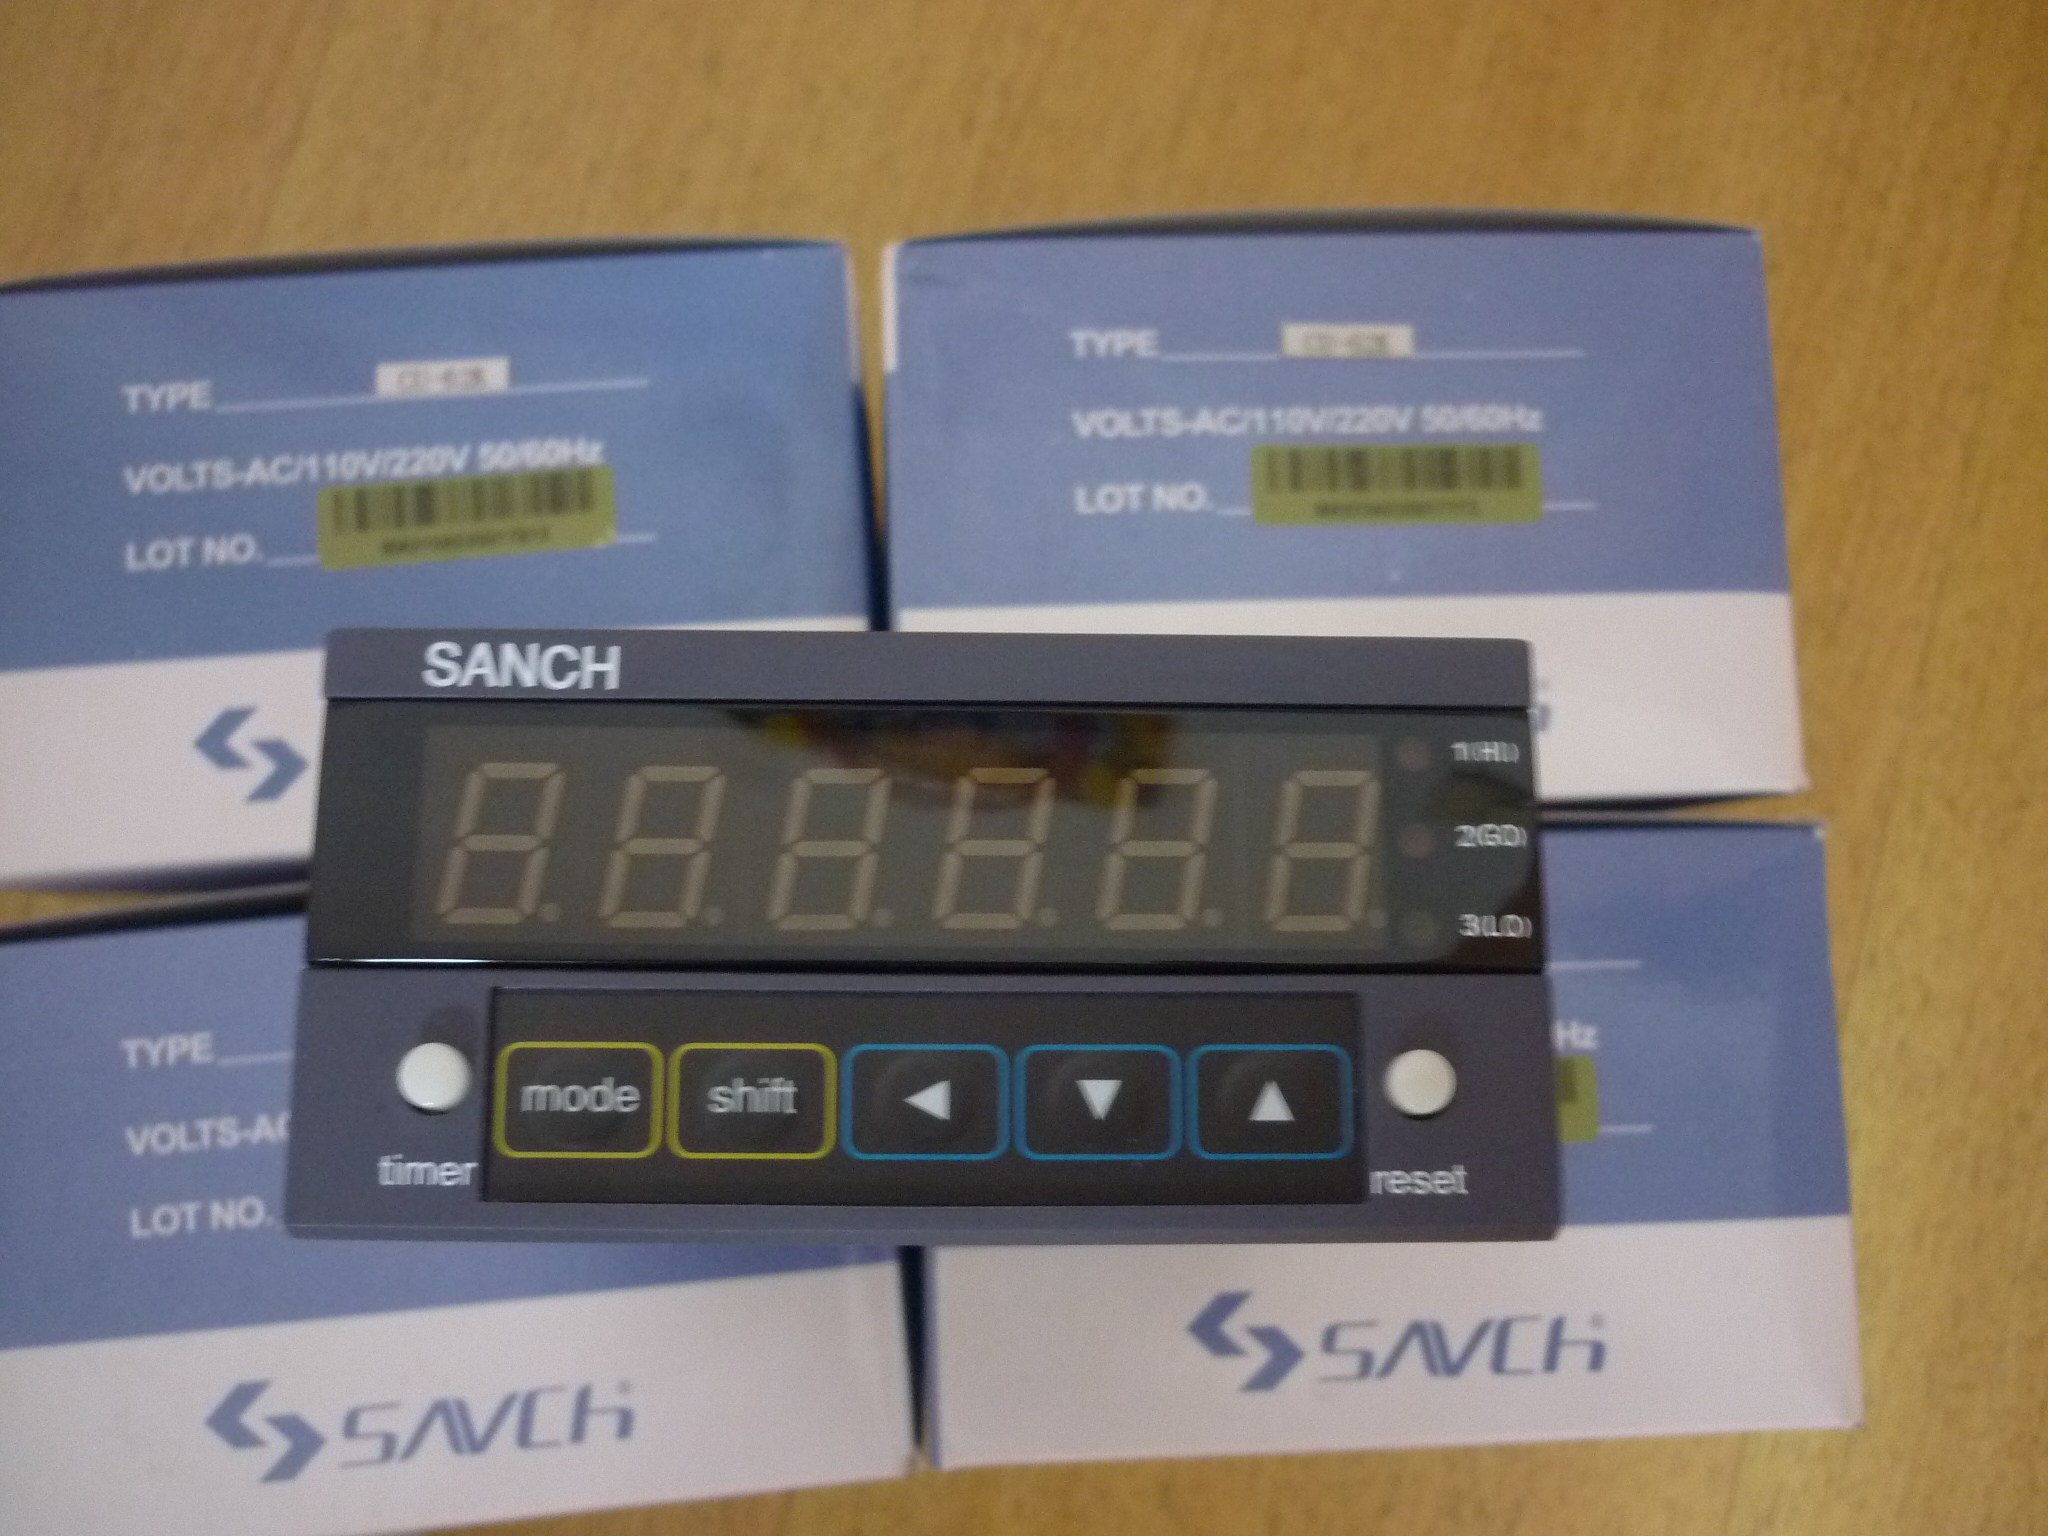 TYPE
VOLTS-AC/110V/220V 50/60Hz
LOT NO.
TYPE
VOLTS-AC/110V/220V 50/60Hz
LOT NO.
SANCH
1(HI)
2(GO)
3(LO)
mode
shift
timer
reset
TYPE
VOLTS-AC
LOT NO.
Hz
SAVCH®
SAVCH®